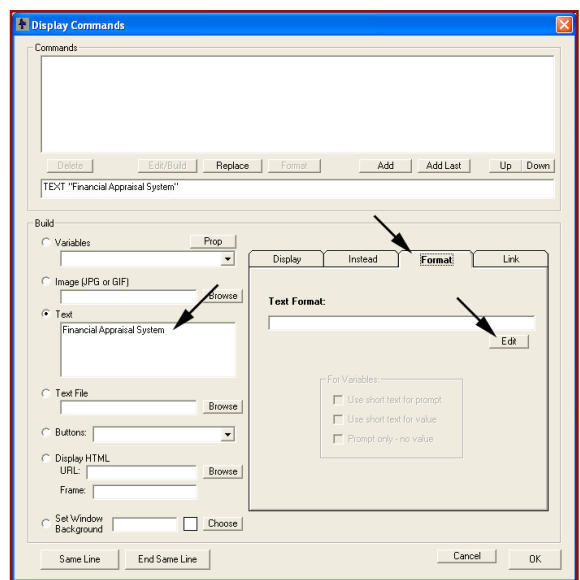 Display Commands
Commands
Delete Edit/Build Replace Format Add Add Last Up Down
TEXT "Financial Appraisal System"
Build
Variables Prop
Image (JPG or GIF)
Browse
Text
Financial Appraisal System
Text File
Browse
Buttons:
Display HTML
URL: Browse
Frame:
Set Window
Background Choose
Display Instead Format Link
Text Format:
Edit
For Variables:
Use short text for prompt
Use short text for value
Prompt only - no value
Same Line End Same Line Cancel OK